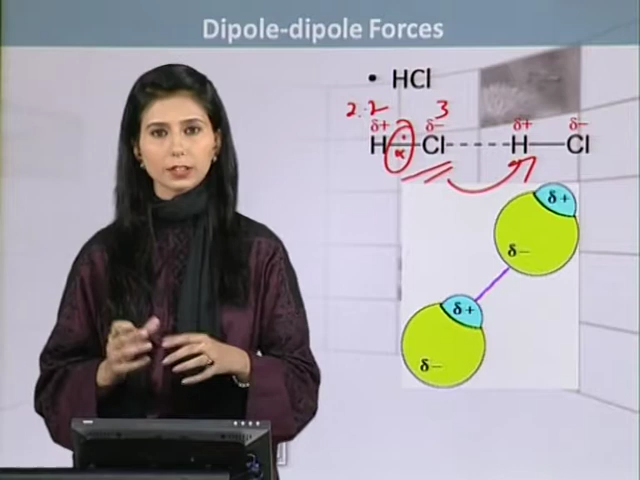 Dipole-dipole Forces
• HCl
2.2 3
δ+ δ– δ+ δ–
H—Cl-----H—Cl
δ+
δ–
δ+
δ–